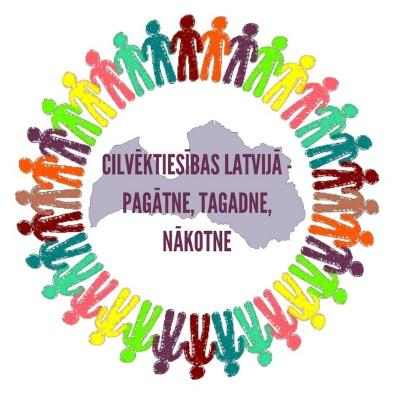 CILVĒKTIESĪBAS LATVIJĀ -
PAGĀTNE, TAGADNE,
NĀKOTNE